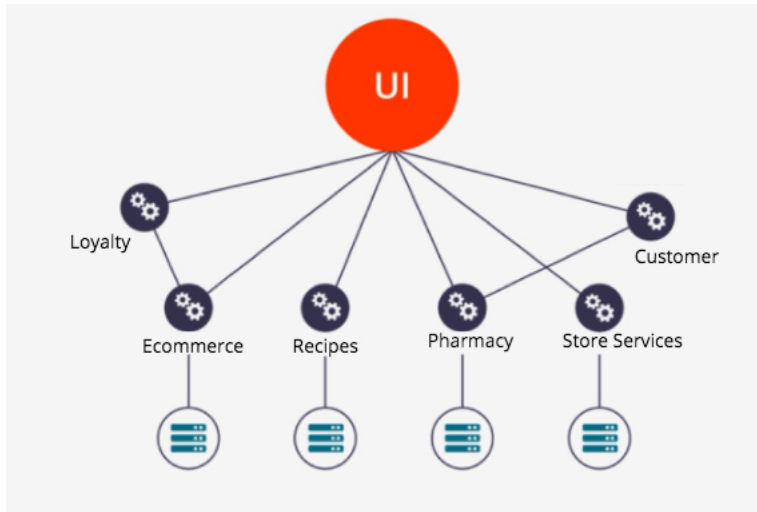 UI
Loyalty
Customer
Ecommerce
Recipes
Pharmacy
Store Services